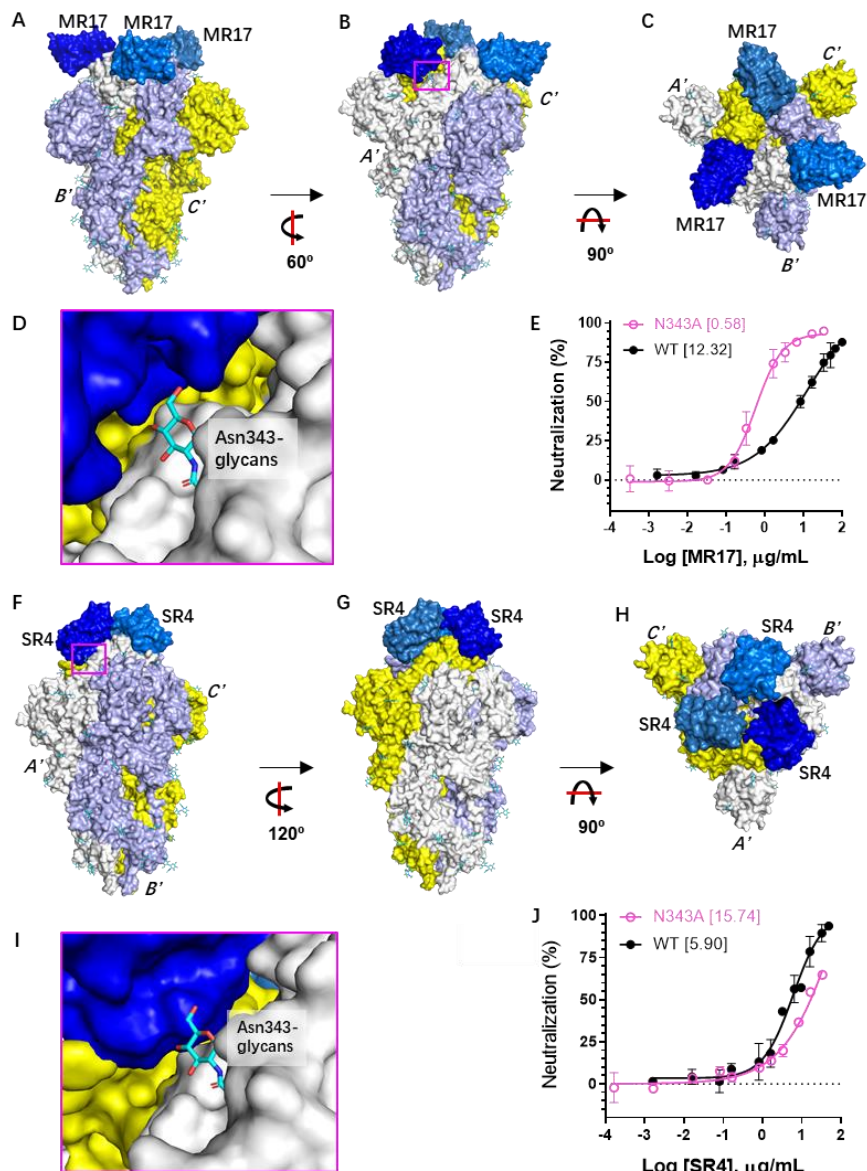 A
MR17 MR17 MR17
B' C'
60º
B
A' C'
90º
C
MR17
C'
A'
MR17
MR17
B'
D
Asn343-
glycans
E
N343A [0.58]
WT [12.32]
Neutralization (%)
100
75
50
25
0
-4 -3 -2 -1 0 1 2
Log [MR17], μg/mL
F
SR4 SR4
C'
A'
B'
120º
G
SR4 SR4
90º
H
C' SR4 B'
SR4
SR4
A'
I
Asn343-
glycans
J
N343A [15.74]
WT [5.90]
Neutralization (%)
100
75
50
25
0
-4 -3 -2 -1 0 1 2
Log [SR4], μg/mL